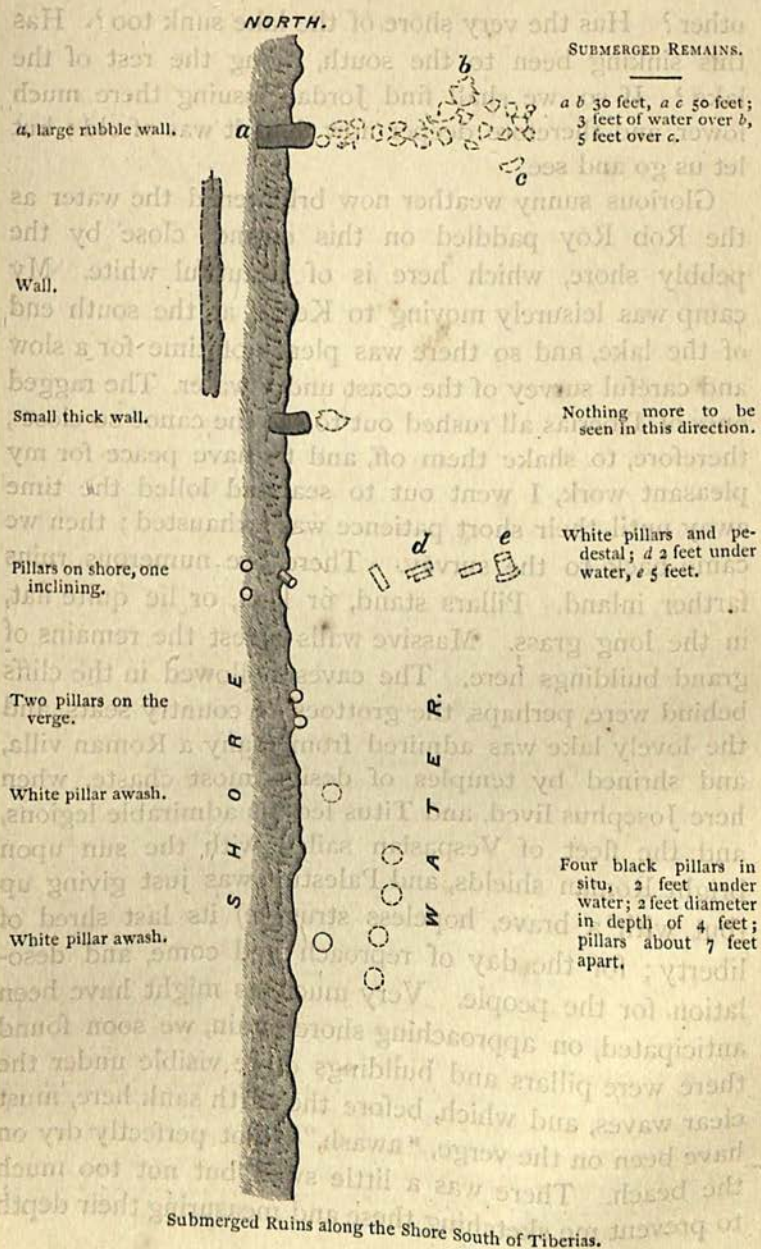 NORTH.
SUBMERGED REMAINS.
a b 30 feet, a c 50 feet;
3 feet of water over b,
5 feet over c.
a, large rubble wall.
a
b
c
Wall.
Small thick wall.
Nothing more to be
seen in this direction.
Pillars on shore, one
inclining.
d
e
White pillars and pe-
destal; d 2 feet under
water, e 5 feet.
Two pillars on the
verge.
White pillar awash.
SHORE
WATER.
Four black pillars in
situ, 2 feet under
water; 2 feet diameter
in depth of 4 feet;
pillars about 7 feet
apart.
White pillar awash.
Submerged Ruins along the Shore South of Tiberias.